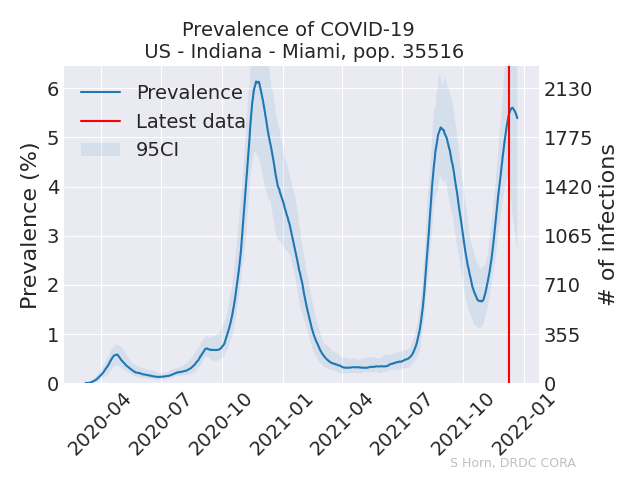 Prevalence of COVID-19
US - Indiana - Miami, pop. 35516
Prevalence
Latest data
95CI
Prevalence (%)
6
5
4
3
2
1
0
# of infections
2130
1775
1420
1065
710
355
0
2020-04
2020-07
2020-10
2021-01
2021-04
2021-07
2021-10
2022-01
S Horn, DRDC CORA